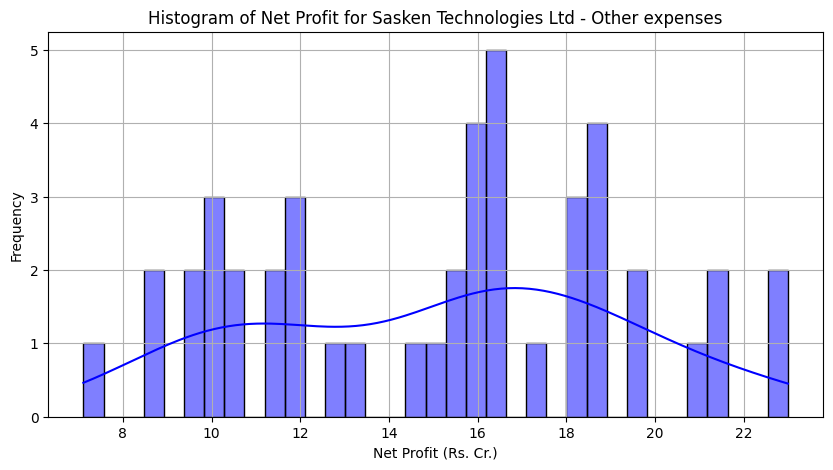 Histogram of Net Profit for Sasken Technologies Ltd - Other expenses
Frequency
5
4
3
2
1
0
8 10 12 14 16 18 20 22
Net Profit (Rs. Cr.)